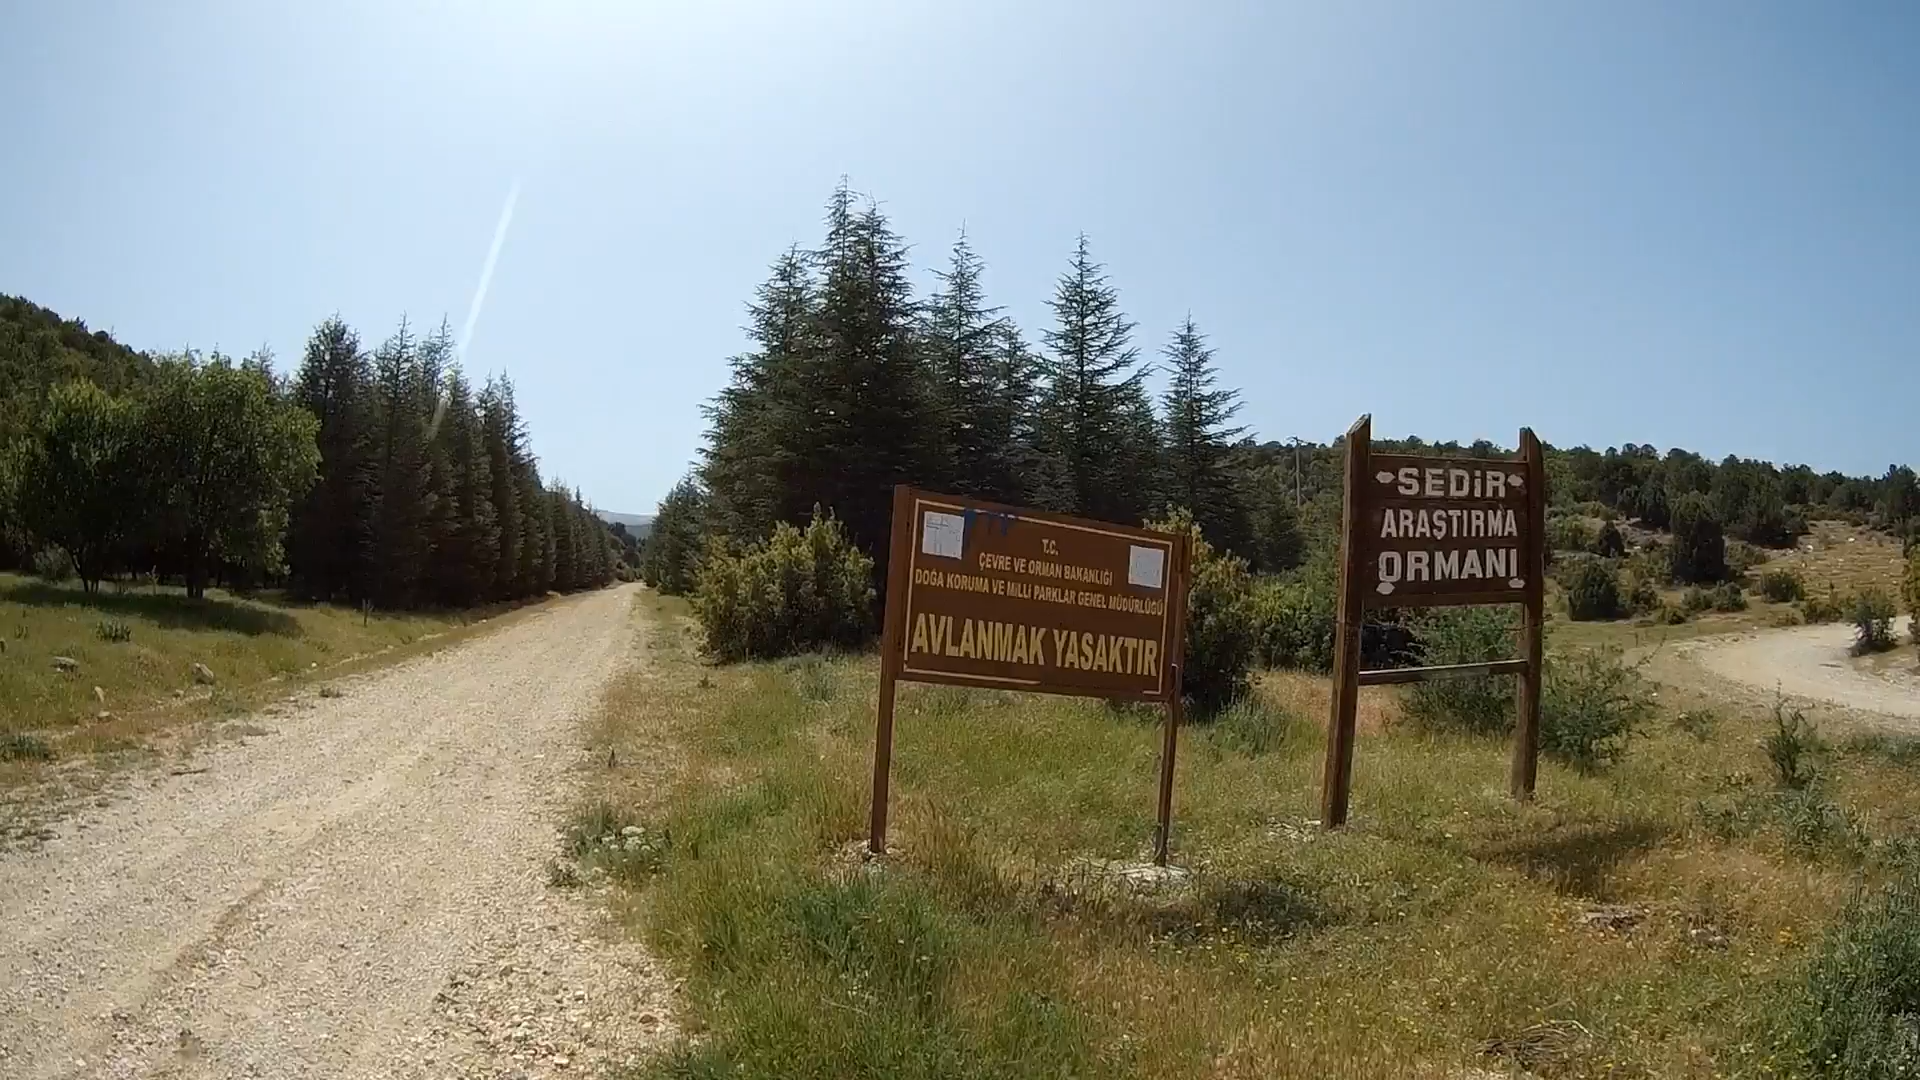 T.C.
ÇEVRE VE ORMAN BAKANLIĞI
DOĞA KORUMA VE MİLLİ PARKLAR GENEL MÜDÜRLÜĞÜ
AVLANMAK YASAKTIR
SEDİR
ARAŞTIRMA
ORMANI